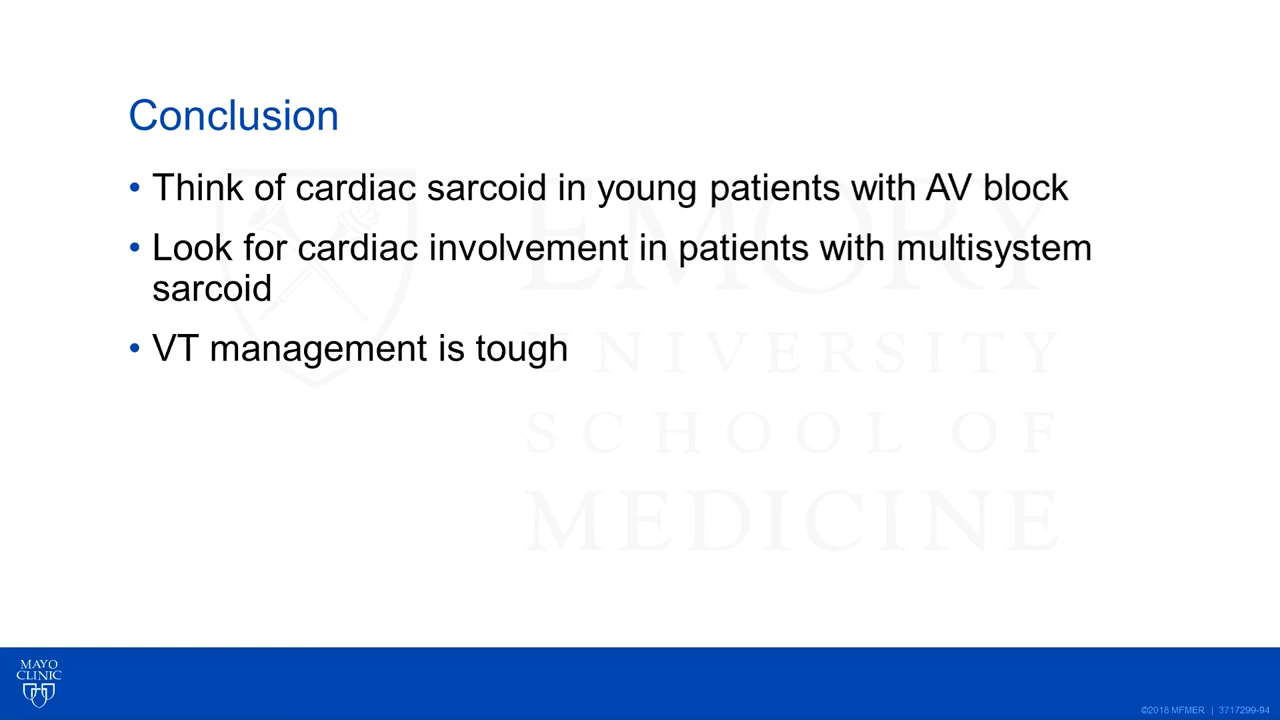 Conclusion
• Think of cardiac sarcoid in young patients with AV block
• Look for cardiac involvement in patients with multisystem
sarcoid
• VT management is tough
EMORY
UNIVERSITY
SCHOOL OF
MEDICINE
MAYO
CLINIC
©2018 MFMER | 3717299-94